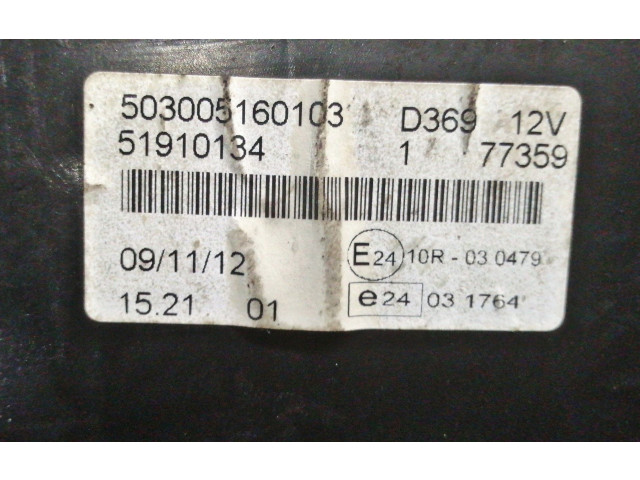 503005160103 D369 12V
51910134 1 77359
09/11/12 E24 10R - 03 0479
15.21 01 e24 03 1764